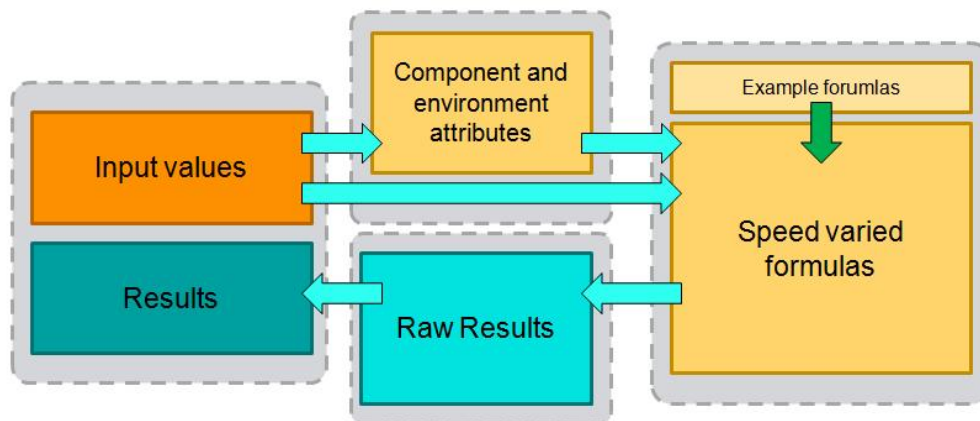 Component and
environment
attributes
Example forumlas
Input values
Speed varied
formulas
Results
Raw Results